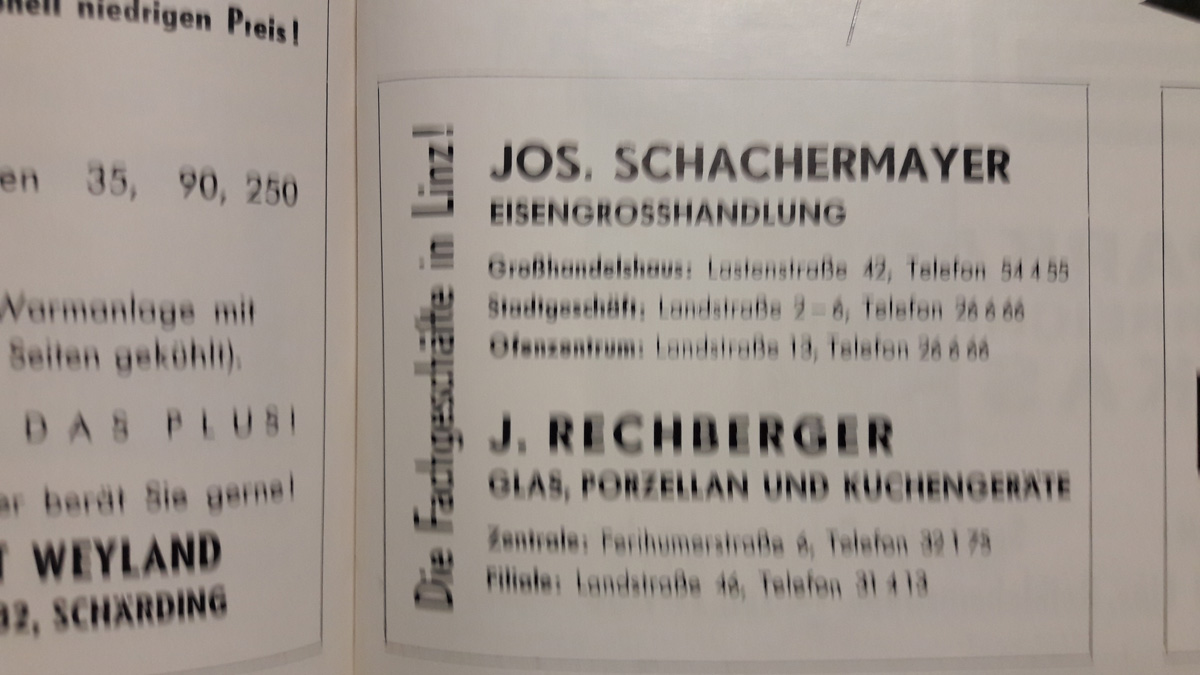 niedrigen Preis!
35, 90, 250
Warmanlage mit
Seiten gekühlt).
DAS PLUS!
berät Sie gerne!
WEYLAND
SCHÄRDING
Die Fachgeschäfte in Linz!
JOS. SCHACHERMAYER
EISENGROSSHANDLUNG
Großhandelshaus: Lastenstraße 42, Telefon 54 4 55
Stadtgeschäft: Landstraße 2–6, Telefon 26 6 66
Ofenzentrum: Landstraße 13, Telefon 26 6 66
J. RECHBERGER
GLAS, PORZELLAN UND KÜCHENGERÄTE
Zentrale: Ferihumerstraße 6, Telefon 32 1 75
Filiale: Landstraße 46, Telefon 31 4 13